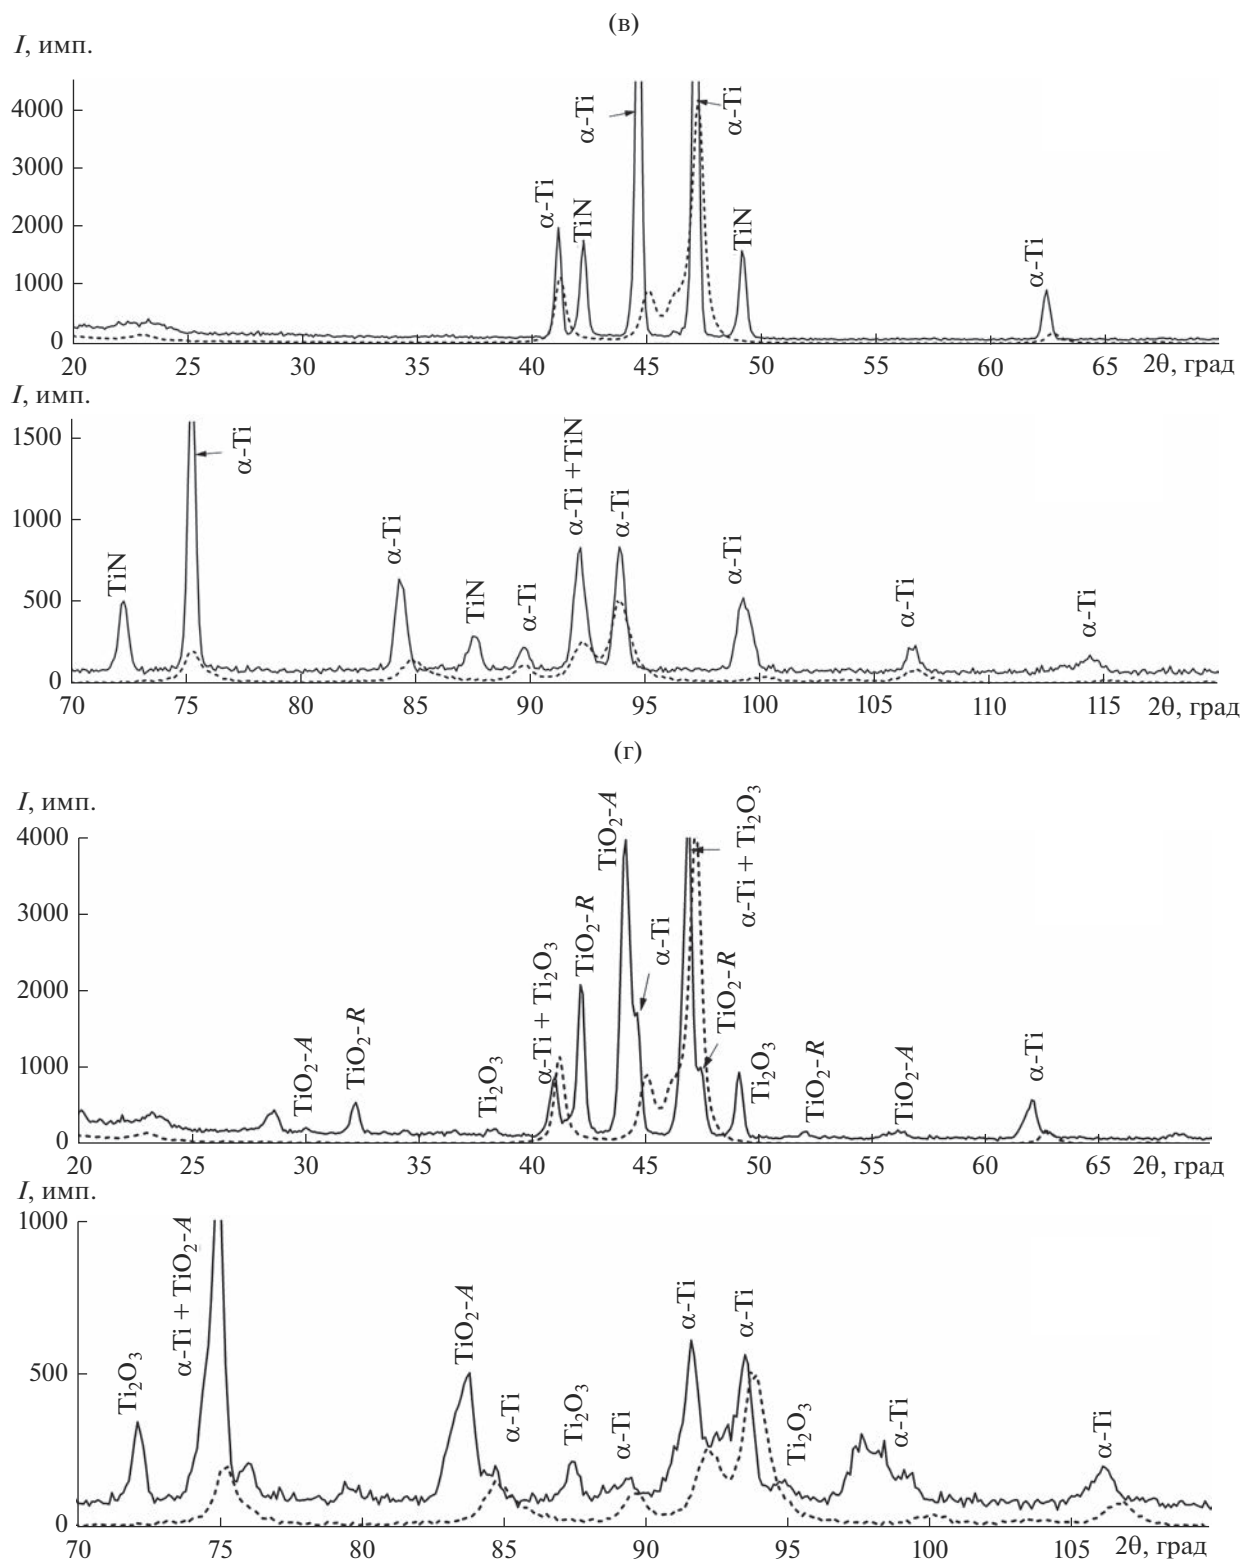 (в)
I, имп.
4000
3000
2000
1000
0
α-Ti
TiN
α-Ti
α-Ti
TiN
α-Ti
20 25 30 35 40 45 50 55 60 65 2θ, град
I, имп.
1500
1000
500
0
TiN
α-Ti
α-Ti
TiN
α-Ti
α-Ti +TiN
α-Ti
α-Ti
α-Ti
α-Ti
70 75 80 85 90 95 100 105 110 115 2θ, град
(г)
I, имп.
4000
3000
2000
1000
0
TiO₂-A
TiO₂-R
Ti₂O₃
α-Ti + Ti₂O₃
TiO₂-R
TiO₂-A
α-Ti
α-Ti + Ti₂O₃
TiO₂-R
Ti₂O₃
TiO₂-R
TiO₂-A
α-Ti
20 25 30 35 40 45 50 55 60 65 2θ, град
I, имп.
1000
500
0
Ti₂O₃
α-Ti + TiO₂-A
TiO₂-A
α-Ti
Ti₂O₃
α-Ti
α-Ti
α-Ti
Ti₂O₃
α-Ti
α-Ti
70 75 80 85 90 95 100 105 2θ, град